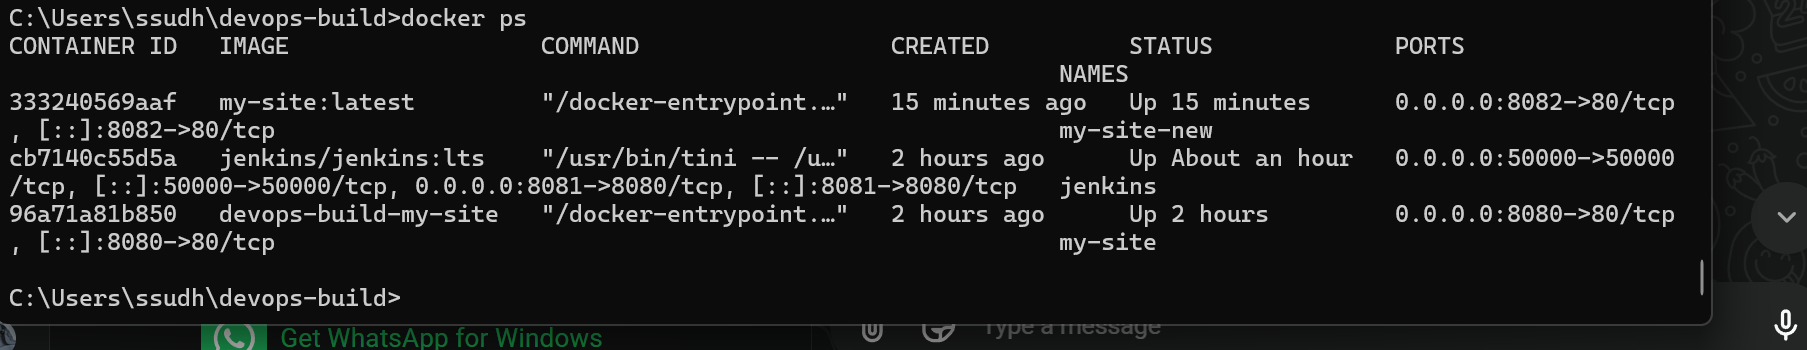 C:\Users\ssudh\devops-build>docker ps
CONTAINER ID   IMAGE                  COMMAND                  CREATED          STATUS             PORTS
                                                                           NAMES
333240569aaf   my-site:latest         "/docker-entrypoint.…"   15 minutes ago   Up 15 minutes      0.0.0.0:8082->80/tcp
, [::]:8082->80/tcp                                                        my-site-new
cb7140c55d5a   jenkins/jenkins:lts    "/usr/bin/tini -- /u…"   2 hours ago      Up About an hour   0.0.0.0:50000->50000
/tcp, [::]:50000->50000/tcp, 0.0.0.0:8081->8080/tcp, [::]:8081->8080/tcp   jenkins
96a71a81b850   devops-build-my-site   "/docker-entrypoint.…"   2 hours ago      Up 2 hours         0.0.0.0:8080->80/tcp
, [::]:8080->80/tcp                                                        my-site
C:\Users\ssudh\devops-build>
Get WhatsApp for Windows
Type a message